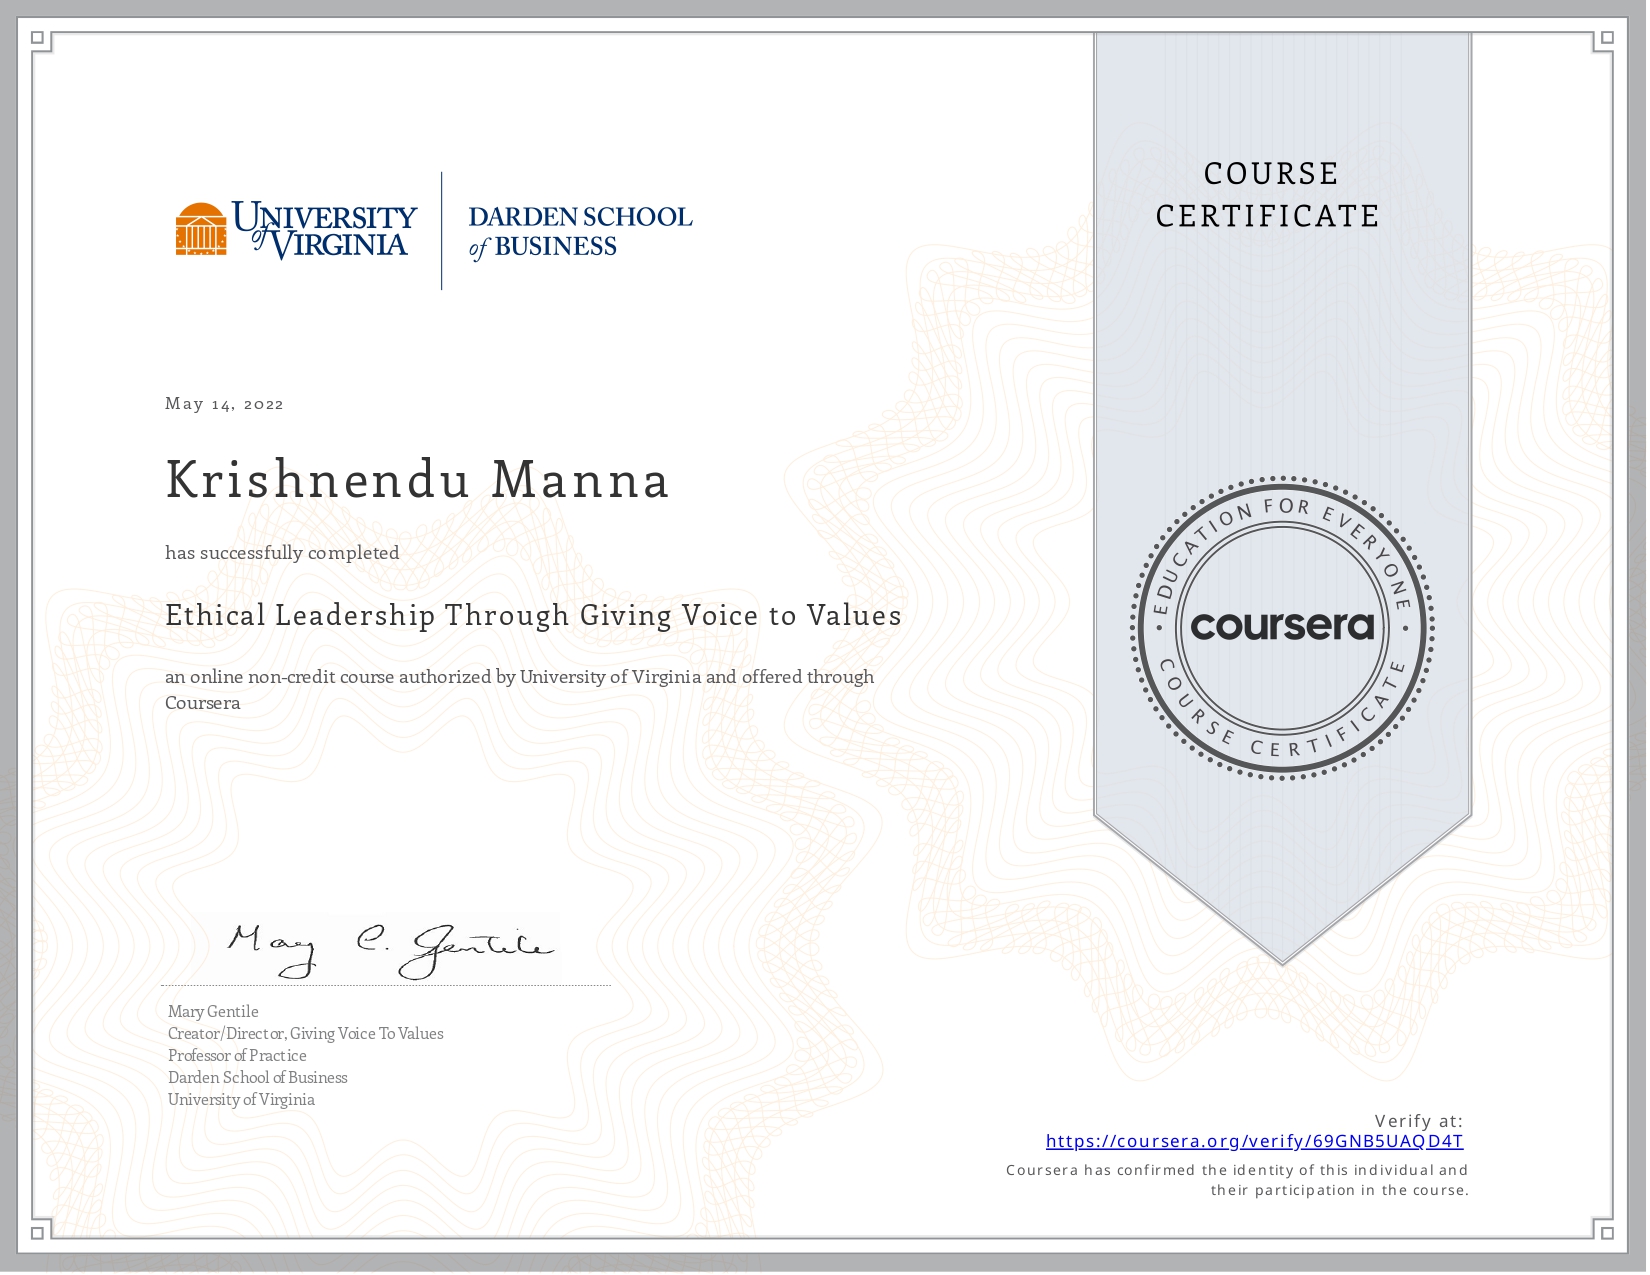 UNIVERSITY
of VIRGINIA
DARDEN SCHOOL
of BUSINESS
COURSE
CERTIFICATE
May 14, 2022
Krishnendu Manna
has successfully completed
Ethical Leadership Through Giving Voice to Values
an online non-credit course authorized by University of Virginia and offered through
Coursera
EDUCATION FOR EVERYONE
coursera
COURSE CERTIFICATE
Mary C. Gentile
Mary Gentile
Creator/Director, Giving Voice To Values
Professor of Practice
Darden School of Business
University of Virginia
Verify at:
https://coursera.org/verify/69GNB5UAQD4T
Coursera has confirmed the identity of this individual and
their participation in the course.